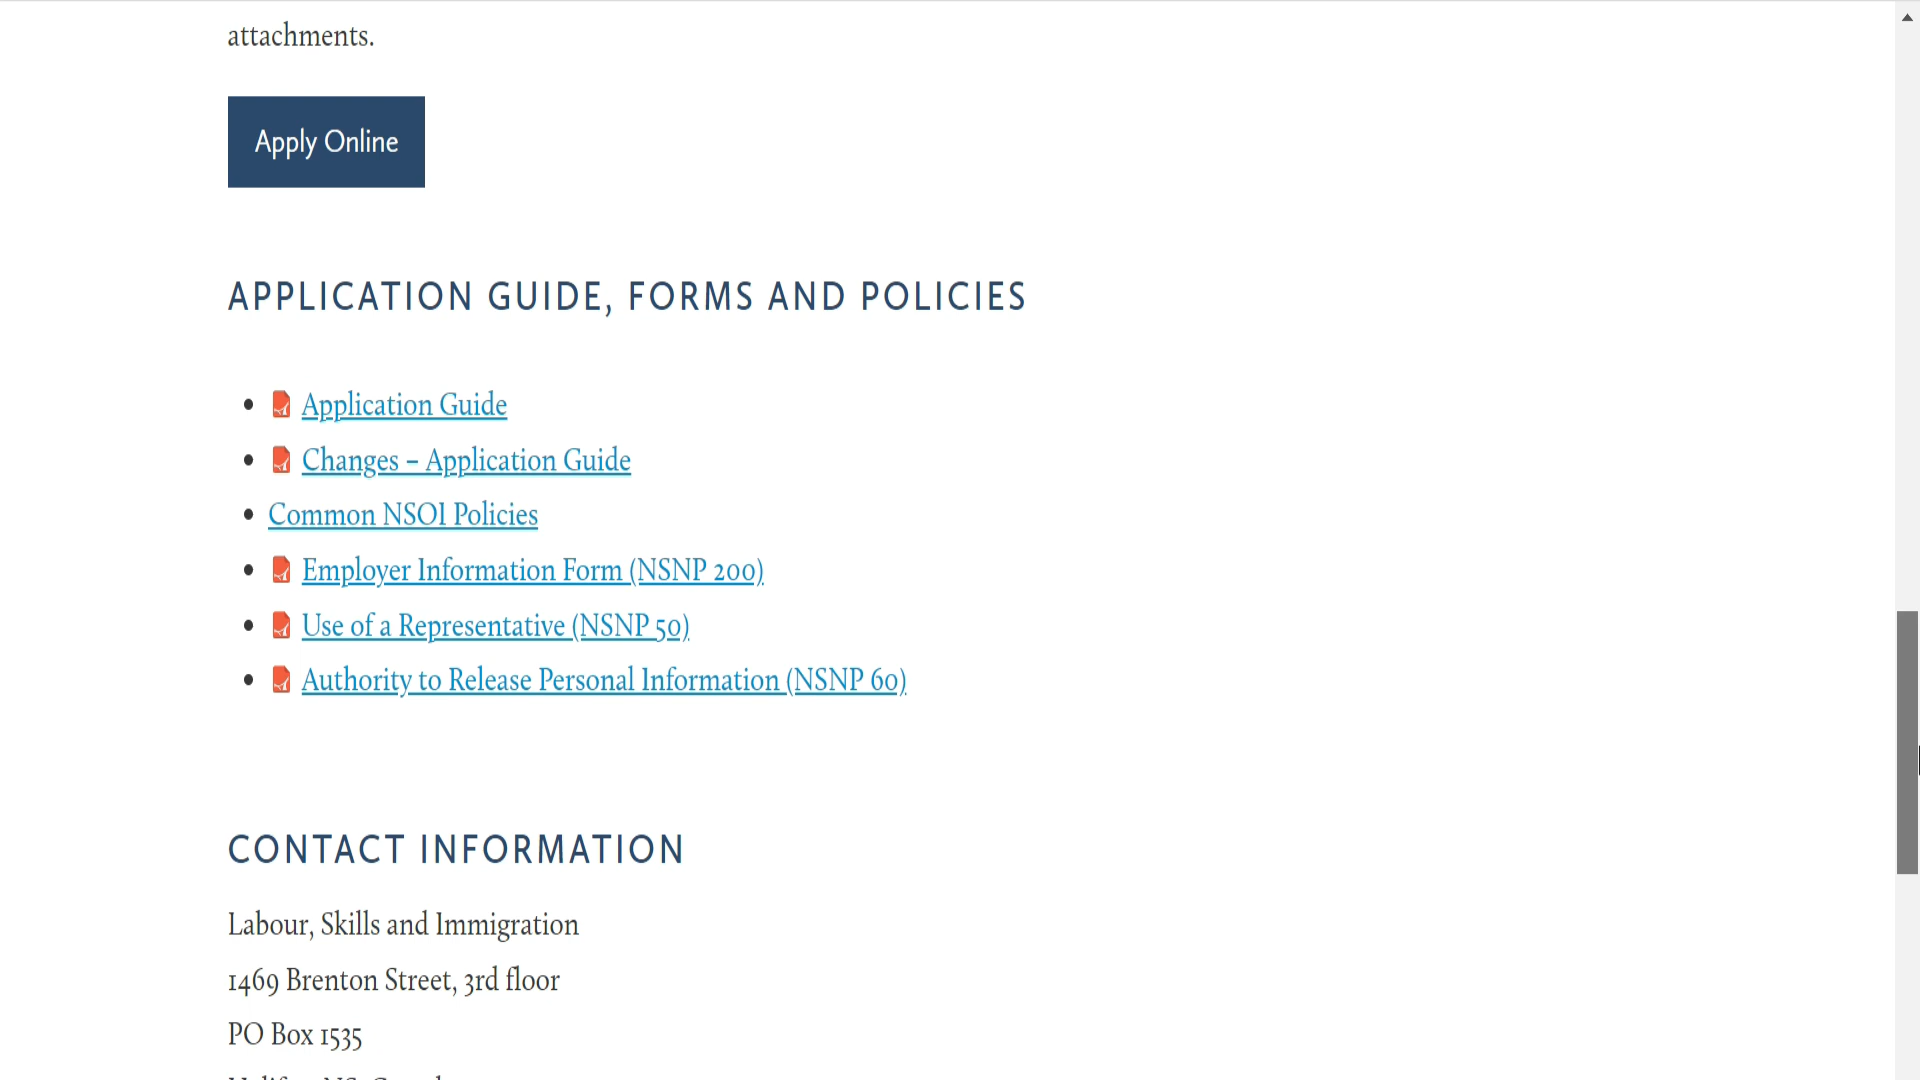 attachments.
Apply Online
APPLICATION GUIDE, FORMS AND POLICIES
Application Guide
Changes – Application Guide
Common NSOI Policies
Employer Information Form (NSNP 200)
Use of a Representative (NSNP 50)
Authority to Release Personal Information (NSNP 60)
CONTACT INFORMATION
Labour, Skills and Immigration
1469 Brenton Street, 3rd floor
PO Box 1535